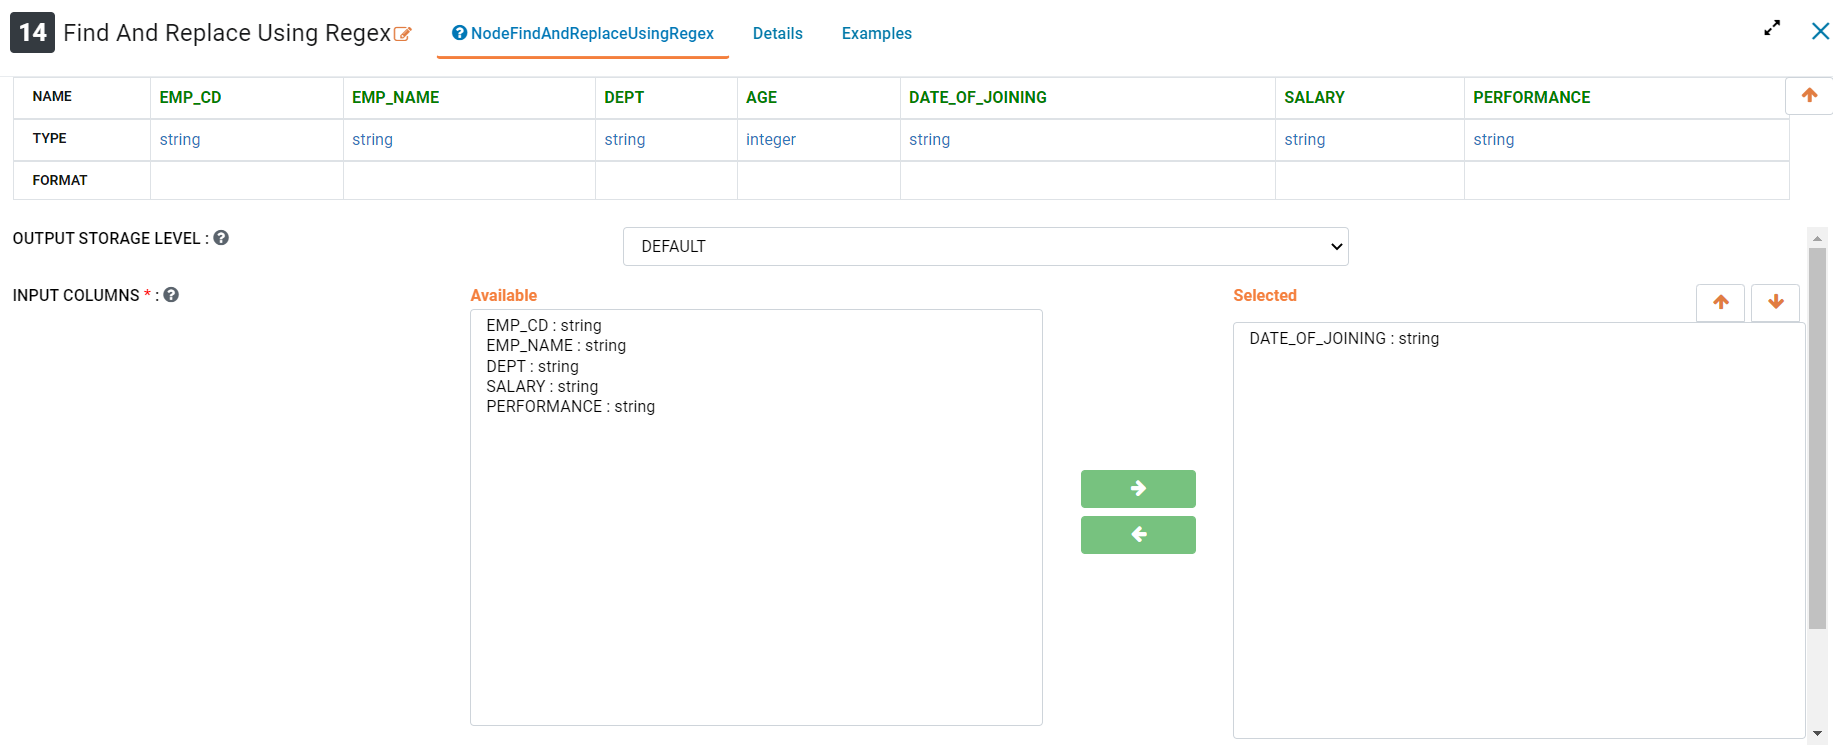 14 Find And Replace Using Regex NodeFindAndReplaceUsingRegex Details Examples
NAME EMP_CD EMP_NAME DEPT AGE DATE_OF_JOINING SALARY PERFORMANCE
TYPE string string string integer string string string
FORMAT
OUTPUT STORAGE LEVEL : DEFAULT
INPUT COLUMNS * : Available Selected
EMP_CD : string
EMP_NAME : string
DEPT : string
SALARY : string
PERFORMANCE : string
DATE_OF_JOINING : string